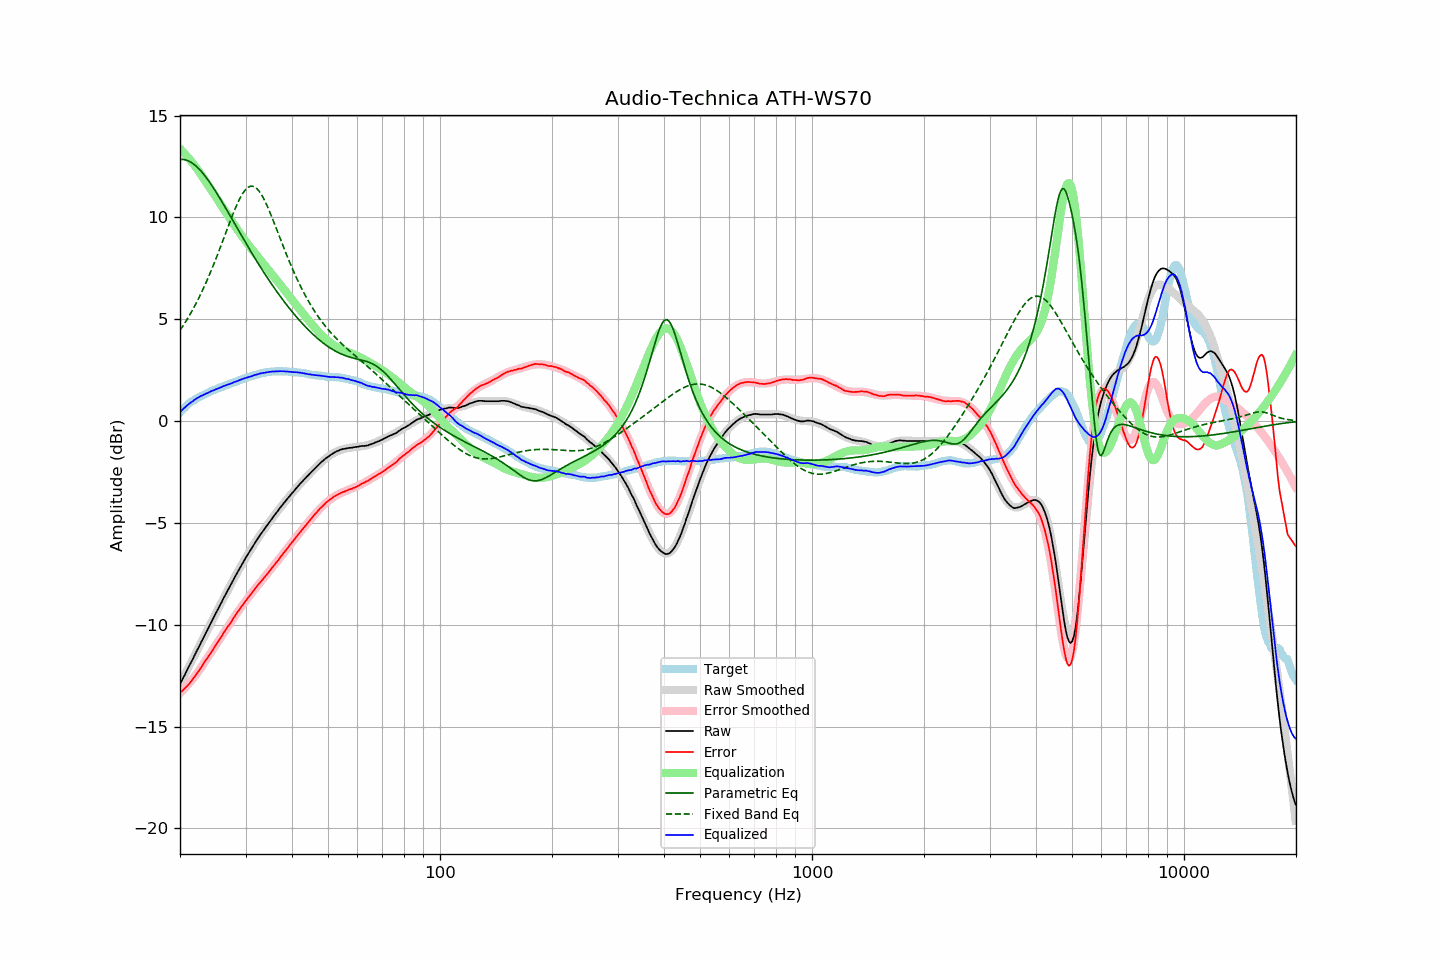 Audio-Technica ATH-WS70
15
10
5
0
−5
−10
−15
−20
Amplitude (dBr)
100
1000
10000
Frequency (Hz)
Target
Raw Smoothed
Error Smoothed
Raw
Error
Equalization
Parametric Eq
Fixed Band Eq
Equalized